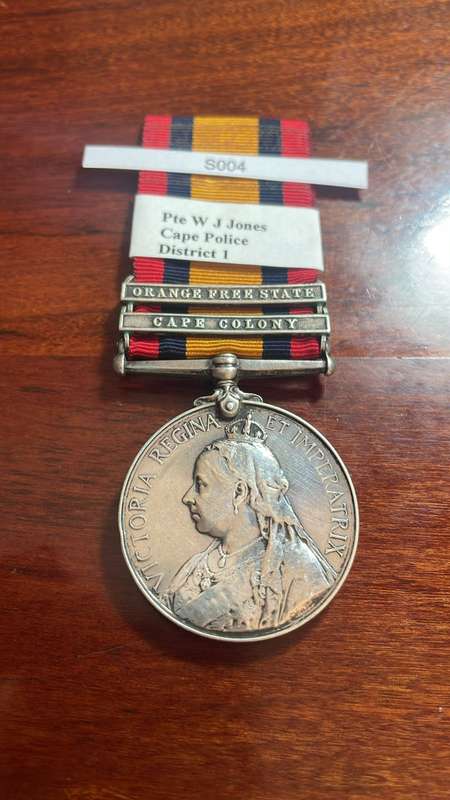 S004
Pte W J Jones
Cape Police
District 1
ORANGE FREE STATE
CAPE COLONY
VICTORIA REGINA ET IMPERATRIX